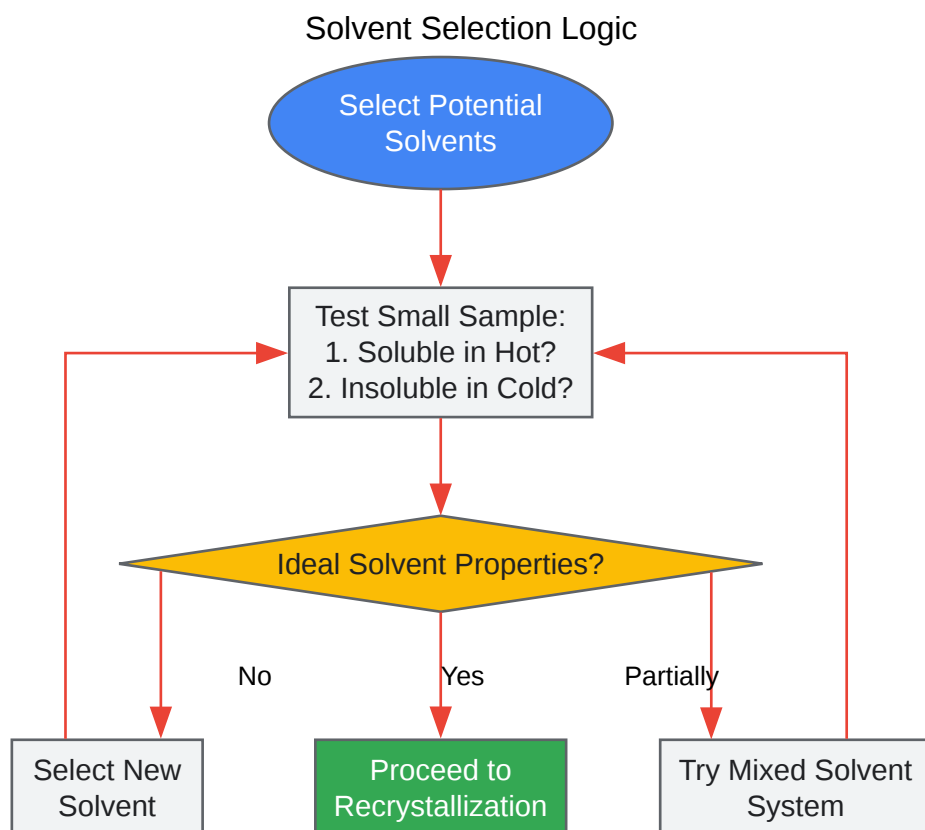 Solvent Selection Logic
Select Potential
Solvents
Test Small Sample:
1. Soluble in Hot?
2. Insoluble in Cold?
Ideal Solvent Properties?
No
Yes
Partially
Select New
Solvent
Proceed to
Recrystallization
Try Mixed Solvent
System